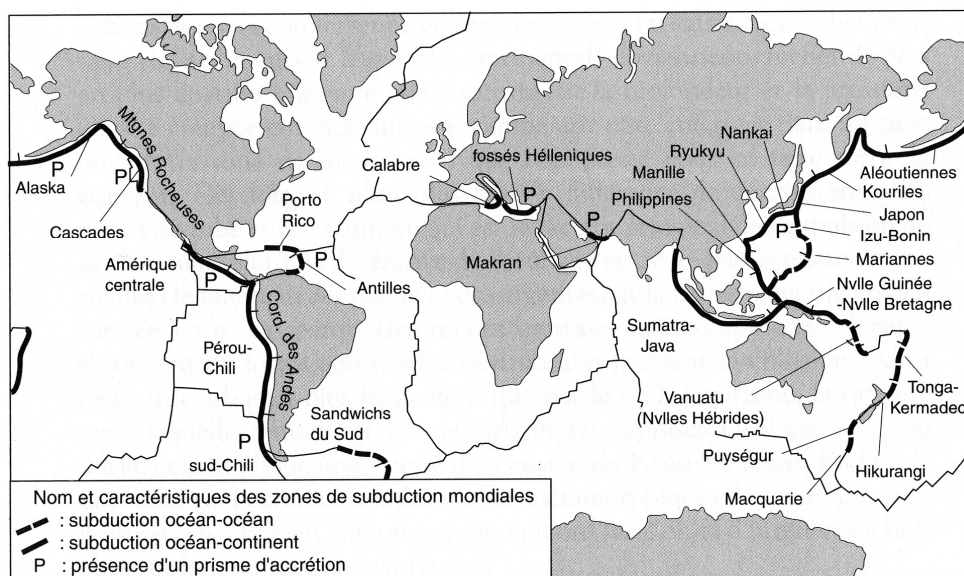 Mtgnes Rocheuses
P
P
Alaska
Cascades
Amérique
centrale
P
Porto
Rico
P
Antilles
Calabre
fossés Hélleniques
P
P
Makran
Nankai
Ryukyu
Manille
Philippines
P
Aléoutiennes
Kouriles
Japon
Izu-Bonin
Mariannes
Nvlle Guinée
-Nvlle Bretagne
Sumatra-
Java
Cord. des Andes
Pérou-
Chili
P
sud-Chili
Sandwichs
du Sud
Vanuatu
(Nvlles Hébrides)
Puységur
Macquarie
Tonga-
Kermadec
Hikurangi
Nom et caractéristiques des zones de subduction mondiales
: subduction océan-océan
: subduction océan-continent
P : présence d'un prisme d'accrétion